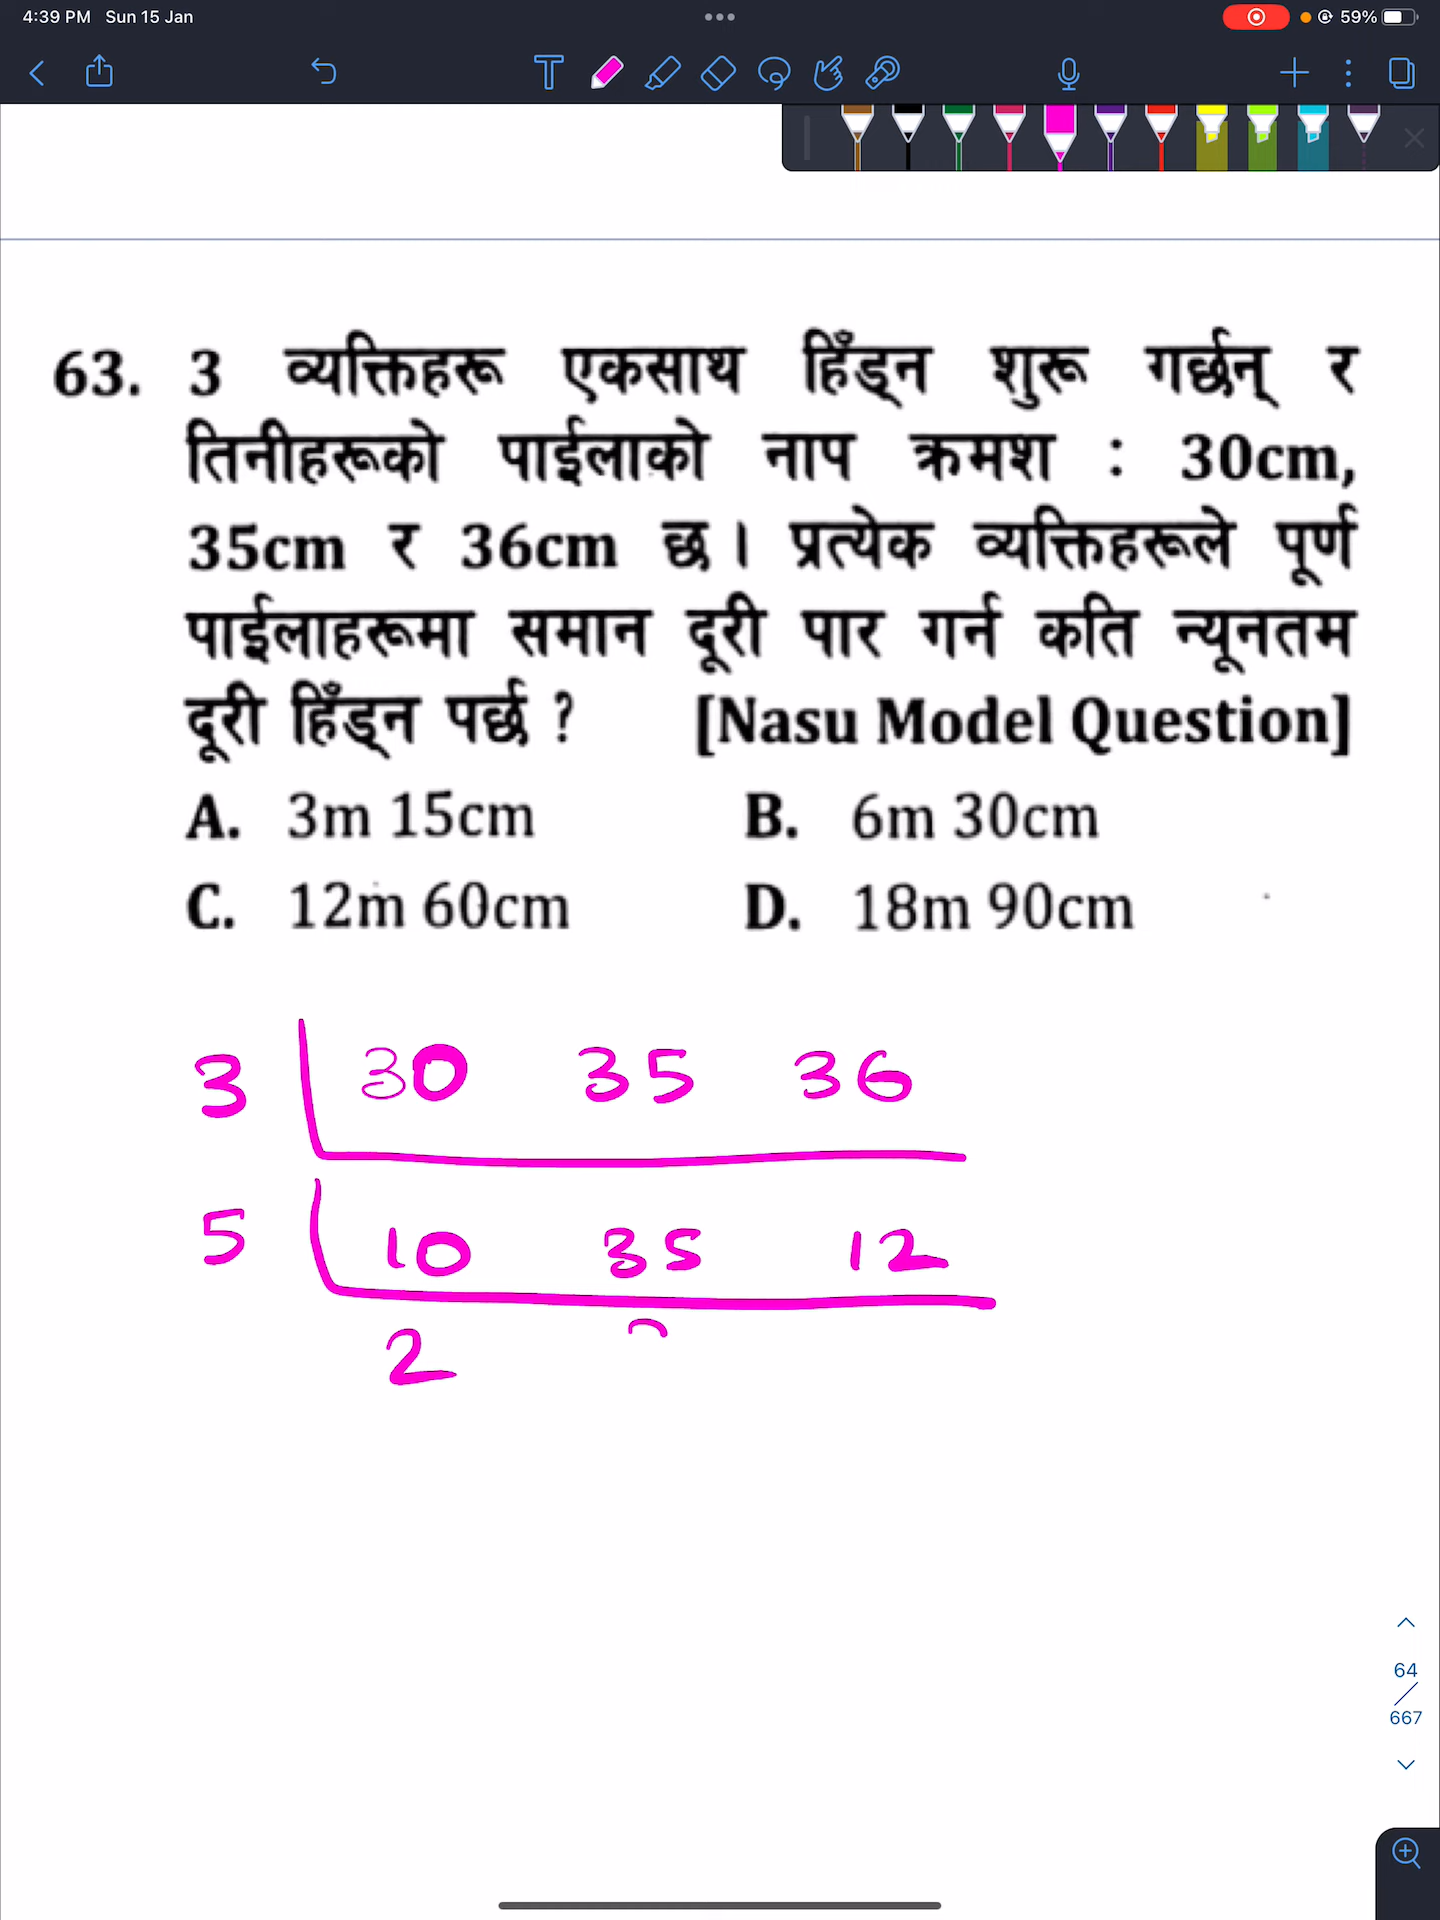 4:39 PM Sun 15 Jan
59%
63. 3 व्यक्तिहरू एकसाथ हिँड्न शुरू गर्छन् र
तिनीहरूको पाईलाको नाप क्रमश : 30cm,
35cm र 36cm छ। प्रत्येक व्यक्तिहरूले पूर्ण
पाईलाहरूमा समान दूरी पार गर्न कति न्यूनतम
दूरी हिँड्न पर्छ ? [Nasu Model Question]
A. 3m 15cm B. 6m 30cm
C. 12m 60cm D. 18m 90cm
3 30 35 36
5 10 35 12
2
64
667